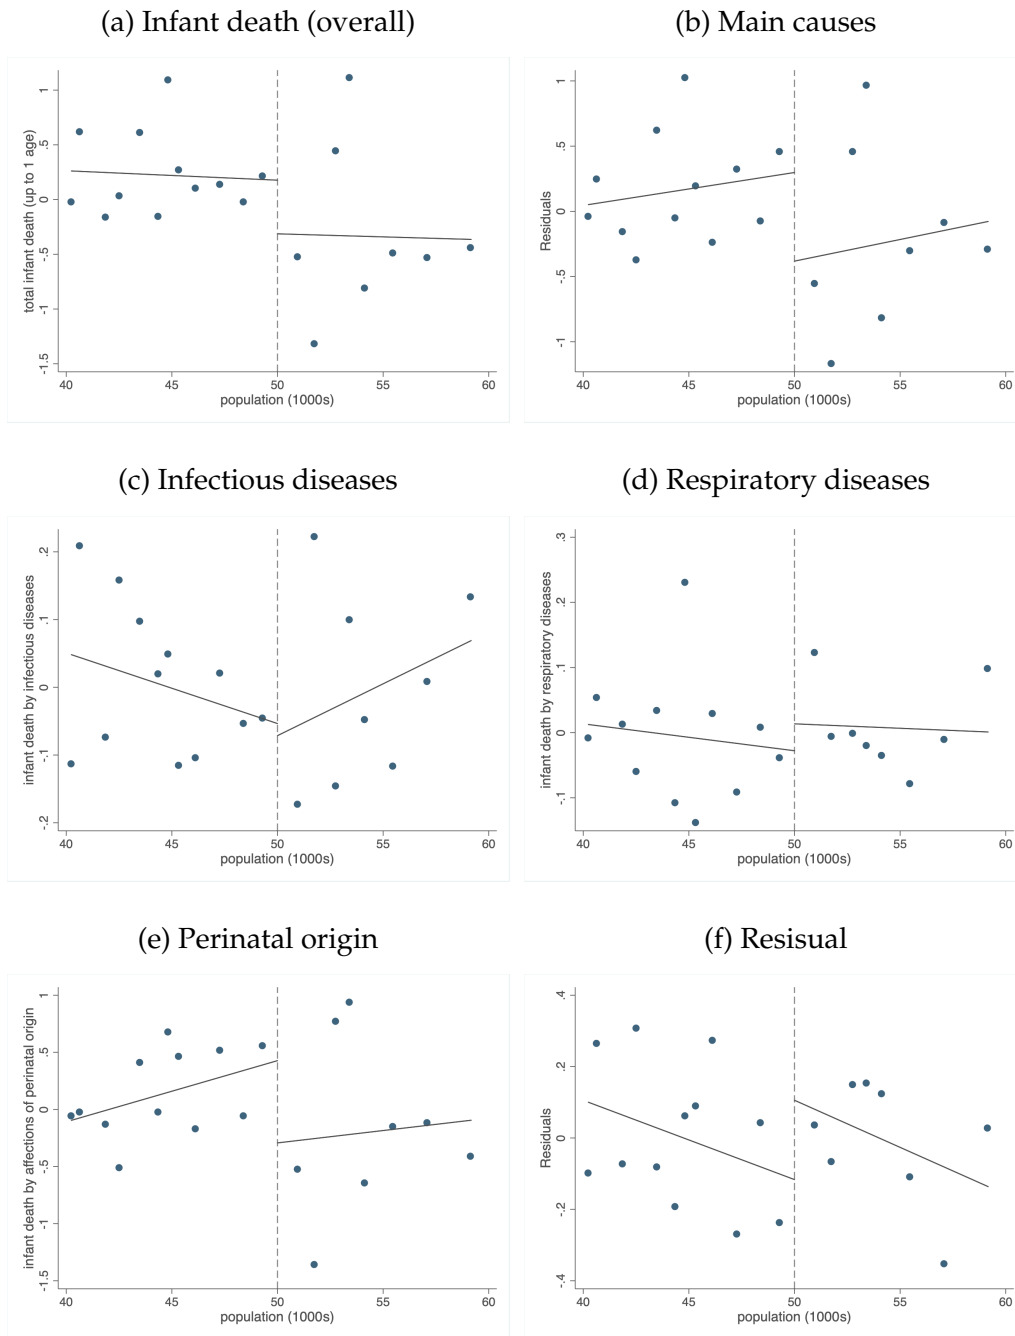 (a) Infant death (overall)
total infant death (up to 1 age)
1
.5
0
-.5
-1
-1.5
40 45 50 55 60
population (1000s)
(b) Main causes
Residuals
1
.5
0
-.5
-1
40 45 50 55 60
population (1000s)
(c) Infectious diseases
infant death by infectious diseases
.2
.1
0
-.1
-.2
40 45 50 55 60
population (1000s)
(d) Respiratory diseases
infant death by respiratory diseases
.3
.2
.1
0
-.1
40 45 50 55 60
population (1000s)
(e) Perinatal origin
infant death by affections of perinatal origin
1
.5
0
-.5
-1
-1.5
40 45 50 55 60
population (1000s)
(f) Resisual
Residuals
.4
.2
0
-.2
-.4
40 45 50 55 60
population (1000s)